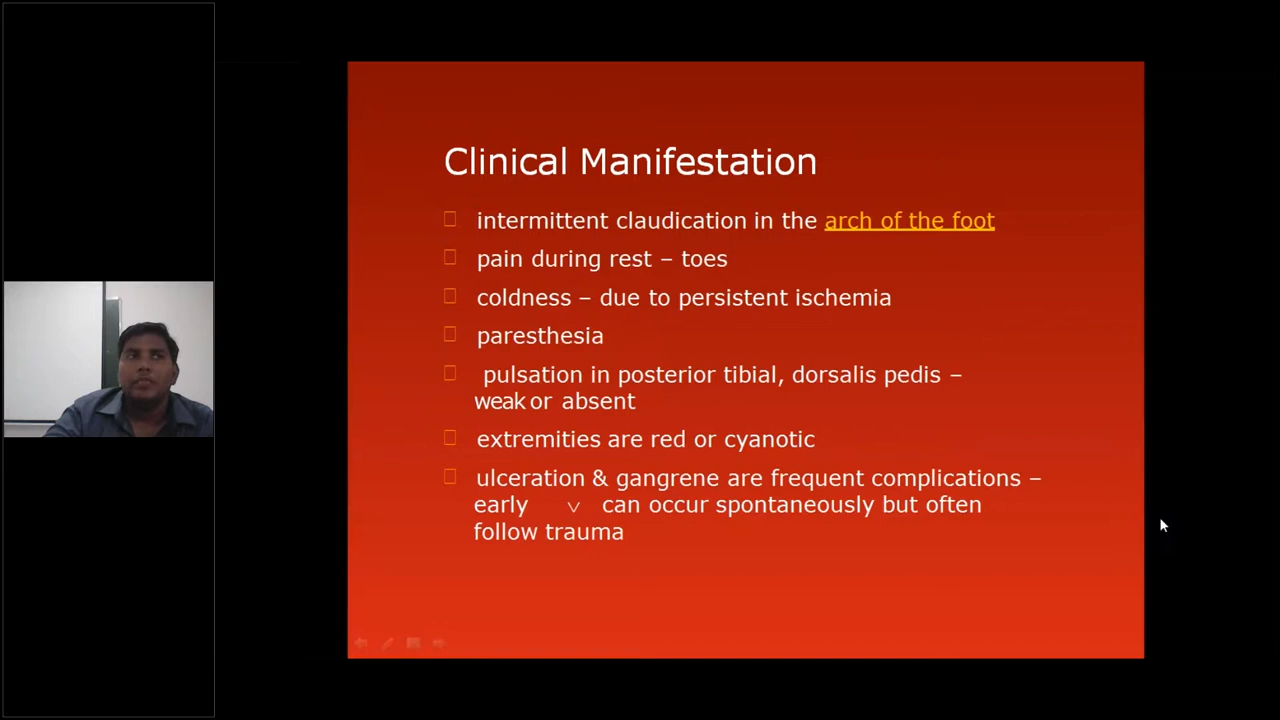 Clinical Manifestation
intermittent claudication in the arch of the foot
pain during rest – toes
coldness – due to persistent ischemia
paresthesia
pulsation in posterior tibial, dorsalis pedis –
weak or absent
extremities are red or cyanotic
ulceration & gangrene are frequent complications –
early v can occur spontaneously but often
follow trauma